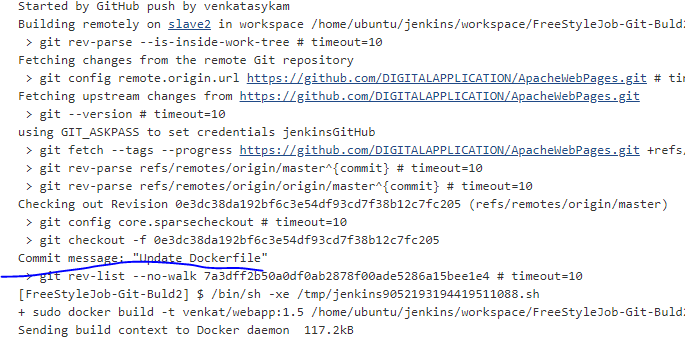 Started by GitHub push by venkatasykam
Building remotely on slave2 in workspace /home/ubuntu/jenkins/workspace/FreeStyleJob-Git-Buld2
> git rev-parse --is-inside-work-tree # timeout=10
Fetching changes from the remote Git repository
> git config remote.origin.url https://github.com/DIGITALAPPLICATION/ApacheWebPages.git # tim
Fetching upstream changes from https://github.com/DIGITALAPPLICATION/ApacheWebPages.git
> git --version # timeout=10
using GIT_ASKPASS to set credentials jenkinsGitHub
> git fetch --tags --progress https://github.com/DIGITALAPPLICATION/ApacheWebPages.git +refs/
> git rev-parse refs/remotes/origin/master^{commit} # timeout=10
> git rev-parse refs/remotes/origin/origin/master^{commit} # timeout=10
Checking out Revision 0e3dc38da192bf6c3e54df93cd7f38b12c7fc205 (refs/remotes/origin/master)
> git config core.sparsecheckout # timeout=10
> git checkout -f 0e3dc38da192bf6c3e54df93cd7f38b12c7fc205
Commit message: "Update Dockerfile"
> git rev-list --no-walk 7a3dff2b50a0df0ab2878f00ade5286a15bee1e4 # timeout=10
[FreeStyleJob-Git-Buld2] $ /bin/sh -xe /tmp/jenkins9052193194419511088.sh
+ sudo docker build -t venkat/webapp:1.5 /home/ubuntu/jenkins/workspace/FreeStyleJob-Git-Buld2
Sending build context to Docker daemon 117.2kB